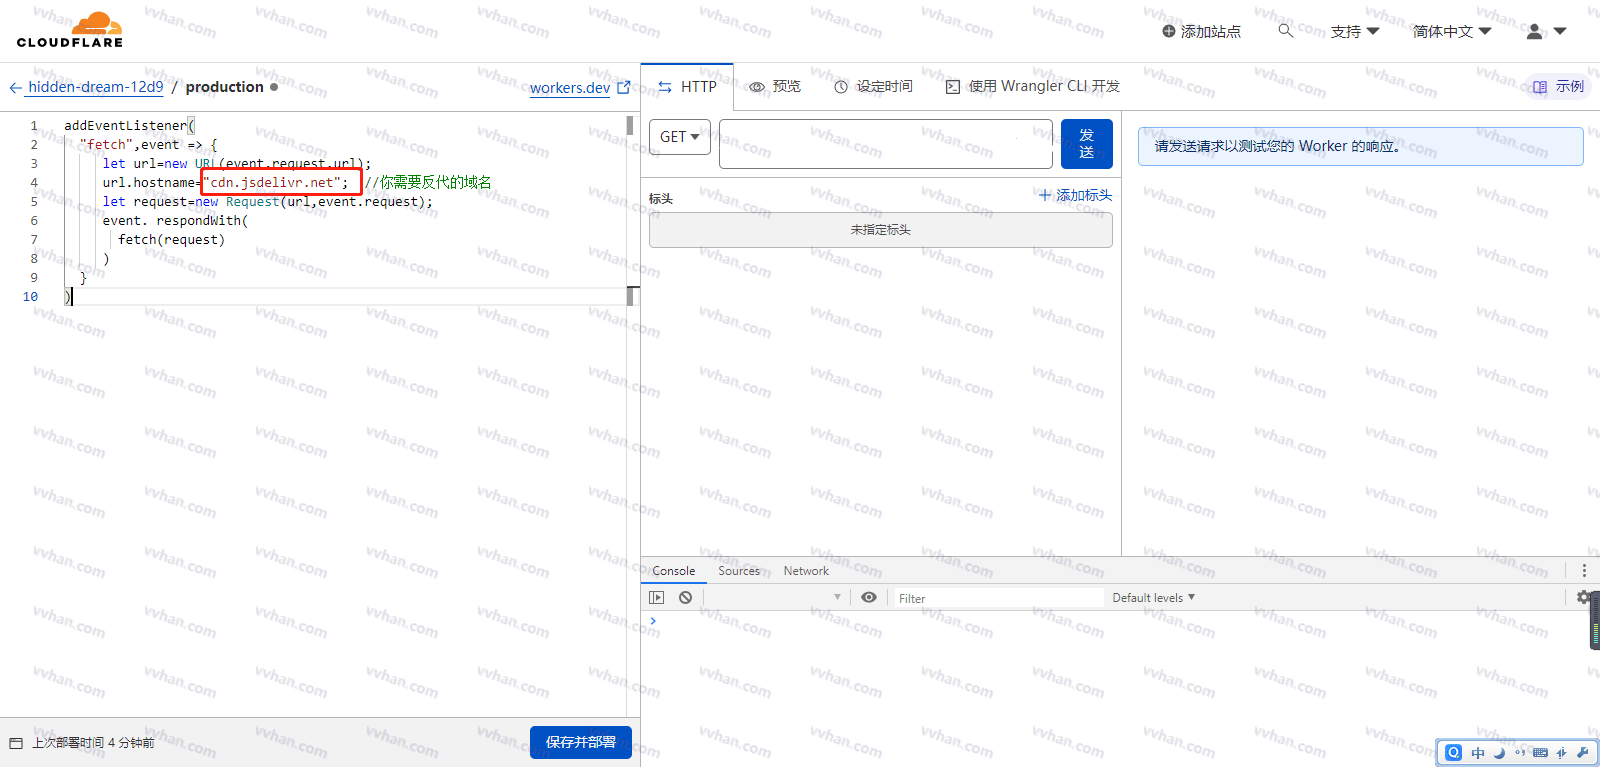 CLOUDFLARE
添加站点
支持
简体中文
hidden-dream-12d9 / production
workers.dev
HTTP
预览
设定时间
使用 Wrangler CLI 开发
示例
1 addEventListener(
2 "fetch",event => {
3 let url=new URL(event.request.url);
4 url.hostname="cdn.jsdelivr.net"; //你需要反代的域名
5 let request=new Request(url,event.request);
6 event. respondWith(
7 fetch(request)
8 )
9 }
10 )
GET
发送
请发送请求以测试您的 Worker 的响应。
标头
添加标头
未指定标头
Console
Sources
Network
Filter
Default levels
上次部署时间 4 分钟前
保存并部署
中
vvhan.com